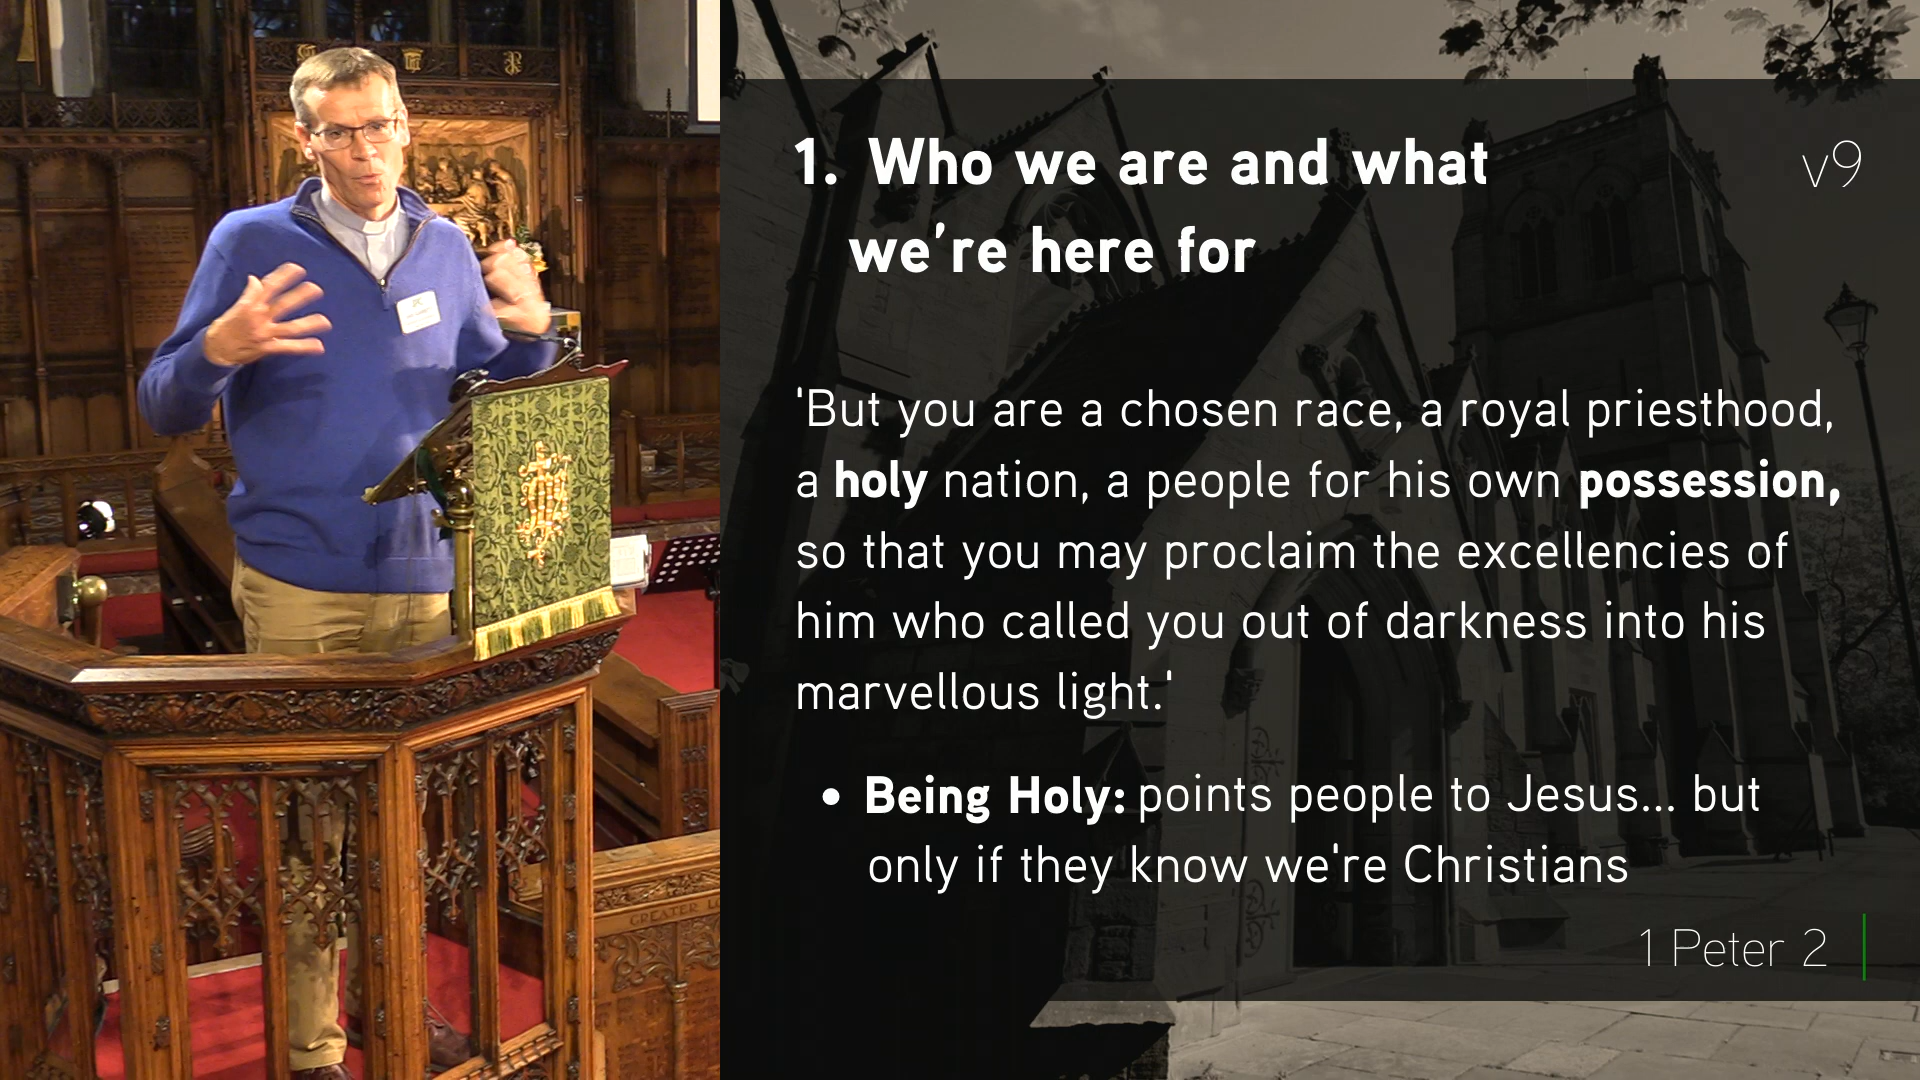 1. Who we are and what
we're here for
v9
'But you are a chosen race, a royal priesthood,
a holy nation, a people for his own possession,
so that you may proclaim the excellencies of
him who called you out of darkness into his
marvellous light.'
• Being Holy: points people to Jesus... but
only if they know we're Christians
1 Peter 2
GREATER L